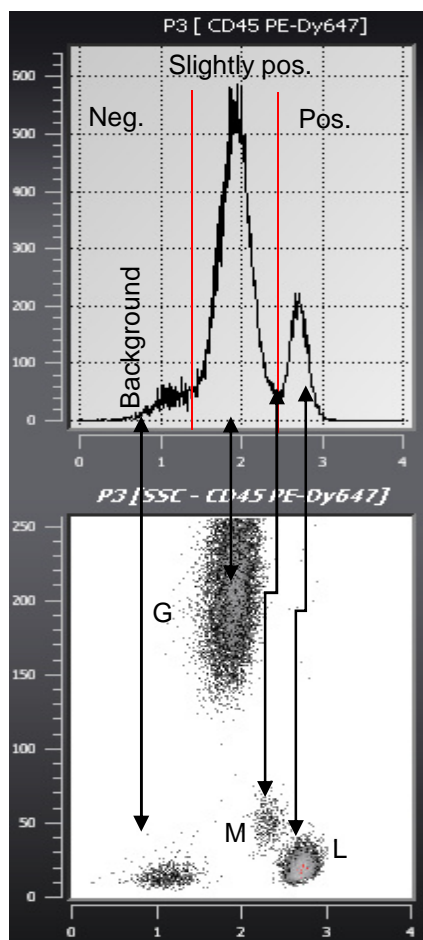 P3 [ CD45 PE-Dy647]
Slightly pos.
Neg.
Pos.
Background
600
500
400
300
200
100
0
0 1 2 3 4
P3 [SSC - CD45 PE-Dy647]
250
200
150
100
50
0
G
M
L
0 1 2 3 4